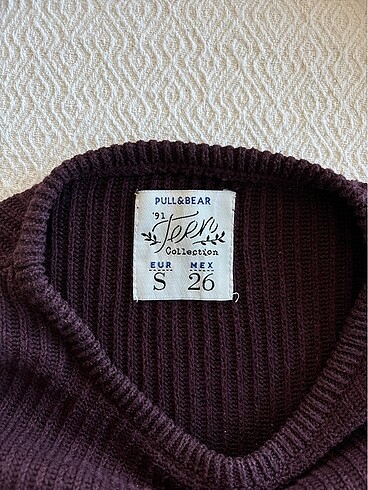 PULL&BEAR
'91
Teen
Collection
EUR MEX
S 26